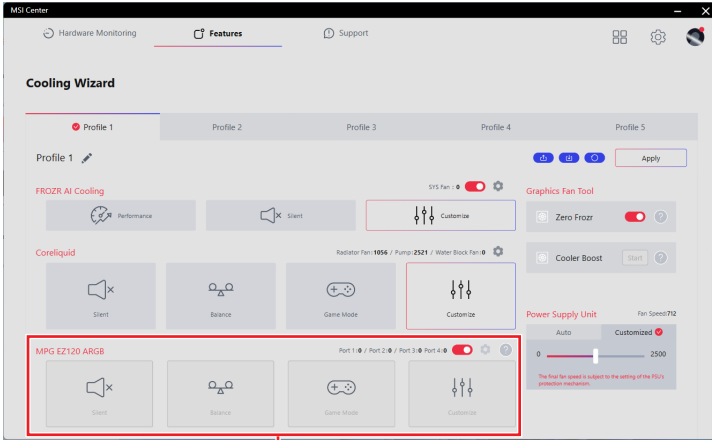 MSI Center
Hardware Monitoring
Features
Support
Cooling Wizard
Profile 1
Profile 2
Profile 3
Profile 4
Profile 5
Profile 1
Apply
FROZR AI Cooling
SYS Fan : 0
Performance
Silent
Customize
Graphics Fan Tool
Zero Frozr
Cooler Boost
Start
Coreliquid
Radiator Fan:1056 / Pump:2521 / Water Block Fan:0
Silent
Balance
Game Mode
Customize
Power Supply Unit
Fan Speed:712
Auto
Customized
0
2500
The final fan speed is subject to the setting of the PSU's
protection mechanism.
MPG EZ120 ARGB
Port 1:0 / Port 2:0 / Port 3:0 Port 4:0
Silent
Balance
Game Mode
Customize